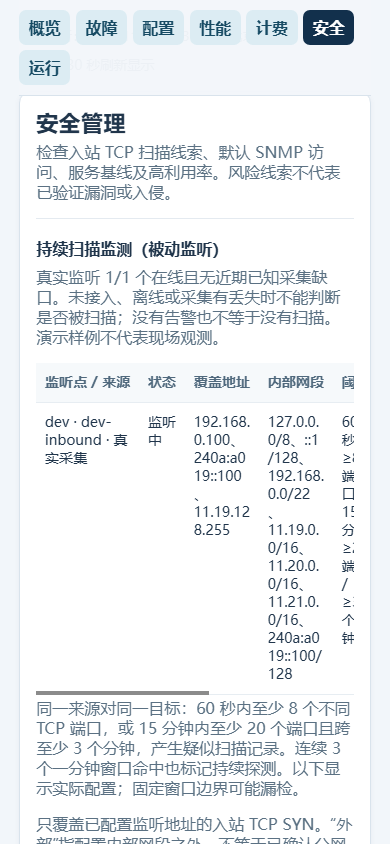 概览 故障 配置 性能 计费 安全
运行
安全管理
检查入站 TCP 扫描线索、默认 SNMP 访
问、服务基线及高利用率。风险线索不代表
已验证漏洞或入侵。
持续扫描监测（被动监听）
真实监听 1/1 个在线且无近期已知采集缺
口。未接入、离线或采集有丢失时不能判断
是否被扫描；没有告警也不等于没有扫描。
演示样例不代表现场观测。
监听点 / 来源 状态 覆盖地址 内部网段
dev · dev-
inbound · 真
实采集
监听
中
192.168.
0.100、
240a:a0
19::100
、
11.19.12
8.255
127.0.0.
0/8、::1
/128、
192.168.
0.0/22
、
11.19.0.
0/16、
11.20.0.
0/16、
11.21.0.
0/16、
240a:a0
19::100/
128
同一来源对同一目标：60 秒内至少 8 个不同
TCP 端口，或 15 分钟内至少 20 个端口且跨
至少 3 个分钟，产生疑似扫描记录。连续 3
个一分钟窗口命中也标记持续探测。以下显
示实际配置；固定窗口边界可能漏检。
只覆盖已配置监听地址的入站 TCP SYN。“外